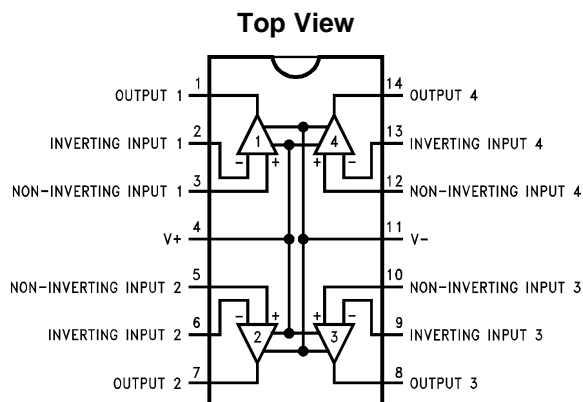 Top View
1 14
OUTPUT 1 OUTPUT 4
2 13
INVERTING INPUT 1 1 4 INVERTING INPUT 4
- + + -
3 12
NON-INVERTING INPUT 1 NON-INVERTING INPUT 4
4 11
V+ V-
5 10
NON-INVERTING INPUT 2 NON-INVERTING INPUT 3
- + + -
6 9
INVERTING INPUT 2 2 3 INVERTING INPUT 3
7 8
OUTPUT 2 OUTPUT 3